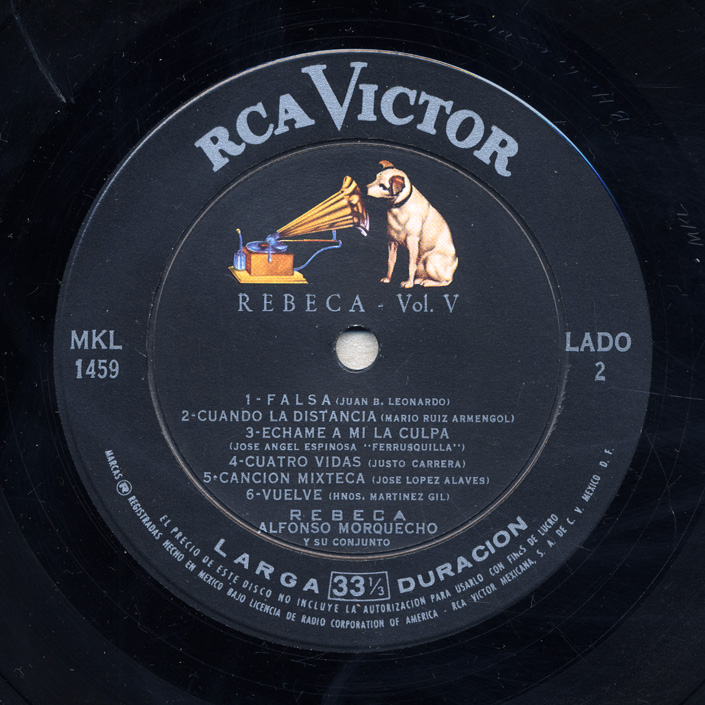 RCA VICTOR
REBECA - Vol. V
MKL
1459
LADO
2
1-FALSA (JUAN B. LEONARDO)
2-CUANDO LA DISTANCIA (MARIO RUIZ ARMENGOL)
3-ECHAME A MI LA CULPA
(JOSE ANGEL ESPINOSA "FERRUSQUILLA")
4-CUATRO VIDAS (JUSTO CARRERA)
5-CANCION MIXTECA (JOSE LOPEZ ALAVES)
6-VUELVE (HNOS. MARTINEZ GIL)
REBECA
ALFONSO MORQUECHO
Y SU CONJUNTO
LARGA 33 1/3 DURACION
EL PRECIO DE ESTE DISCO NO INCLUYE LA AUTORIZACION PARA USARLO CON FINES DE LUCRO
MARCAS ® REGISTRADAS HECHO EN MEXICO BAJO LICENCIA DE RADIO CORPORATION OF AMERICA - RCA VICTOR MEXICANA, S. A. DE C. V. MEXICO D. F.